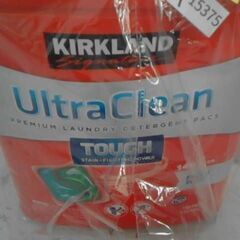 15375
KIRKLAND
Signature
UltraClean
PREMIUM LAUNDRY DETERGENT PACS
TOUGH
STAIN-FIGHTING POWER